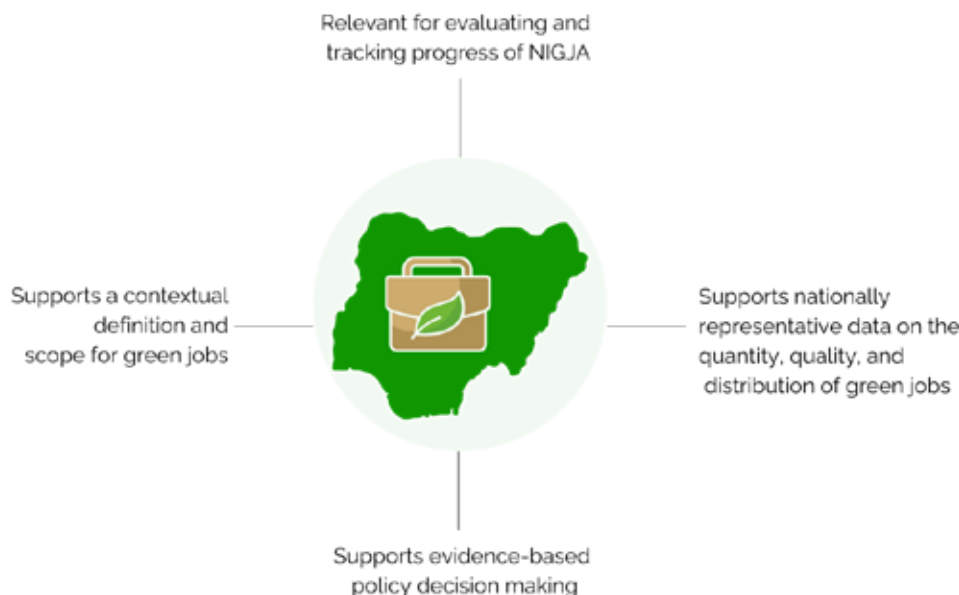 Relevant for evaluating and
tracking progress of NIGJA
Supports a contextual
definition and
scope for green jobs
Supports nationally
representative data on the
quantity, quality, and
distribution of green jobs
Supports evidence-based
policy decision making